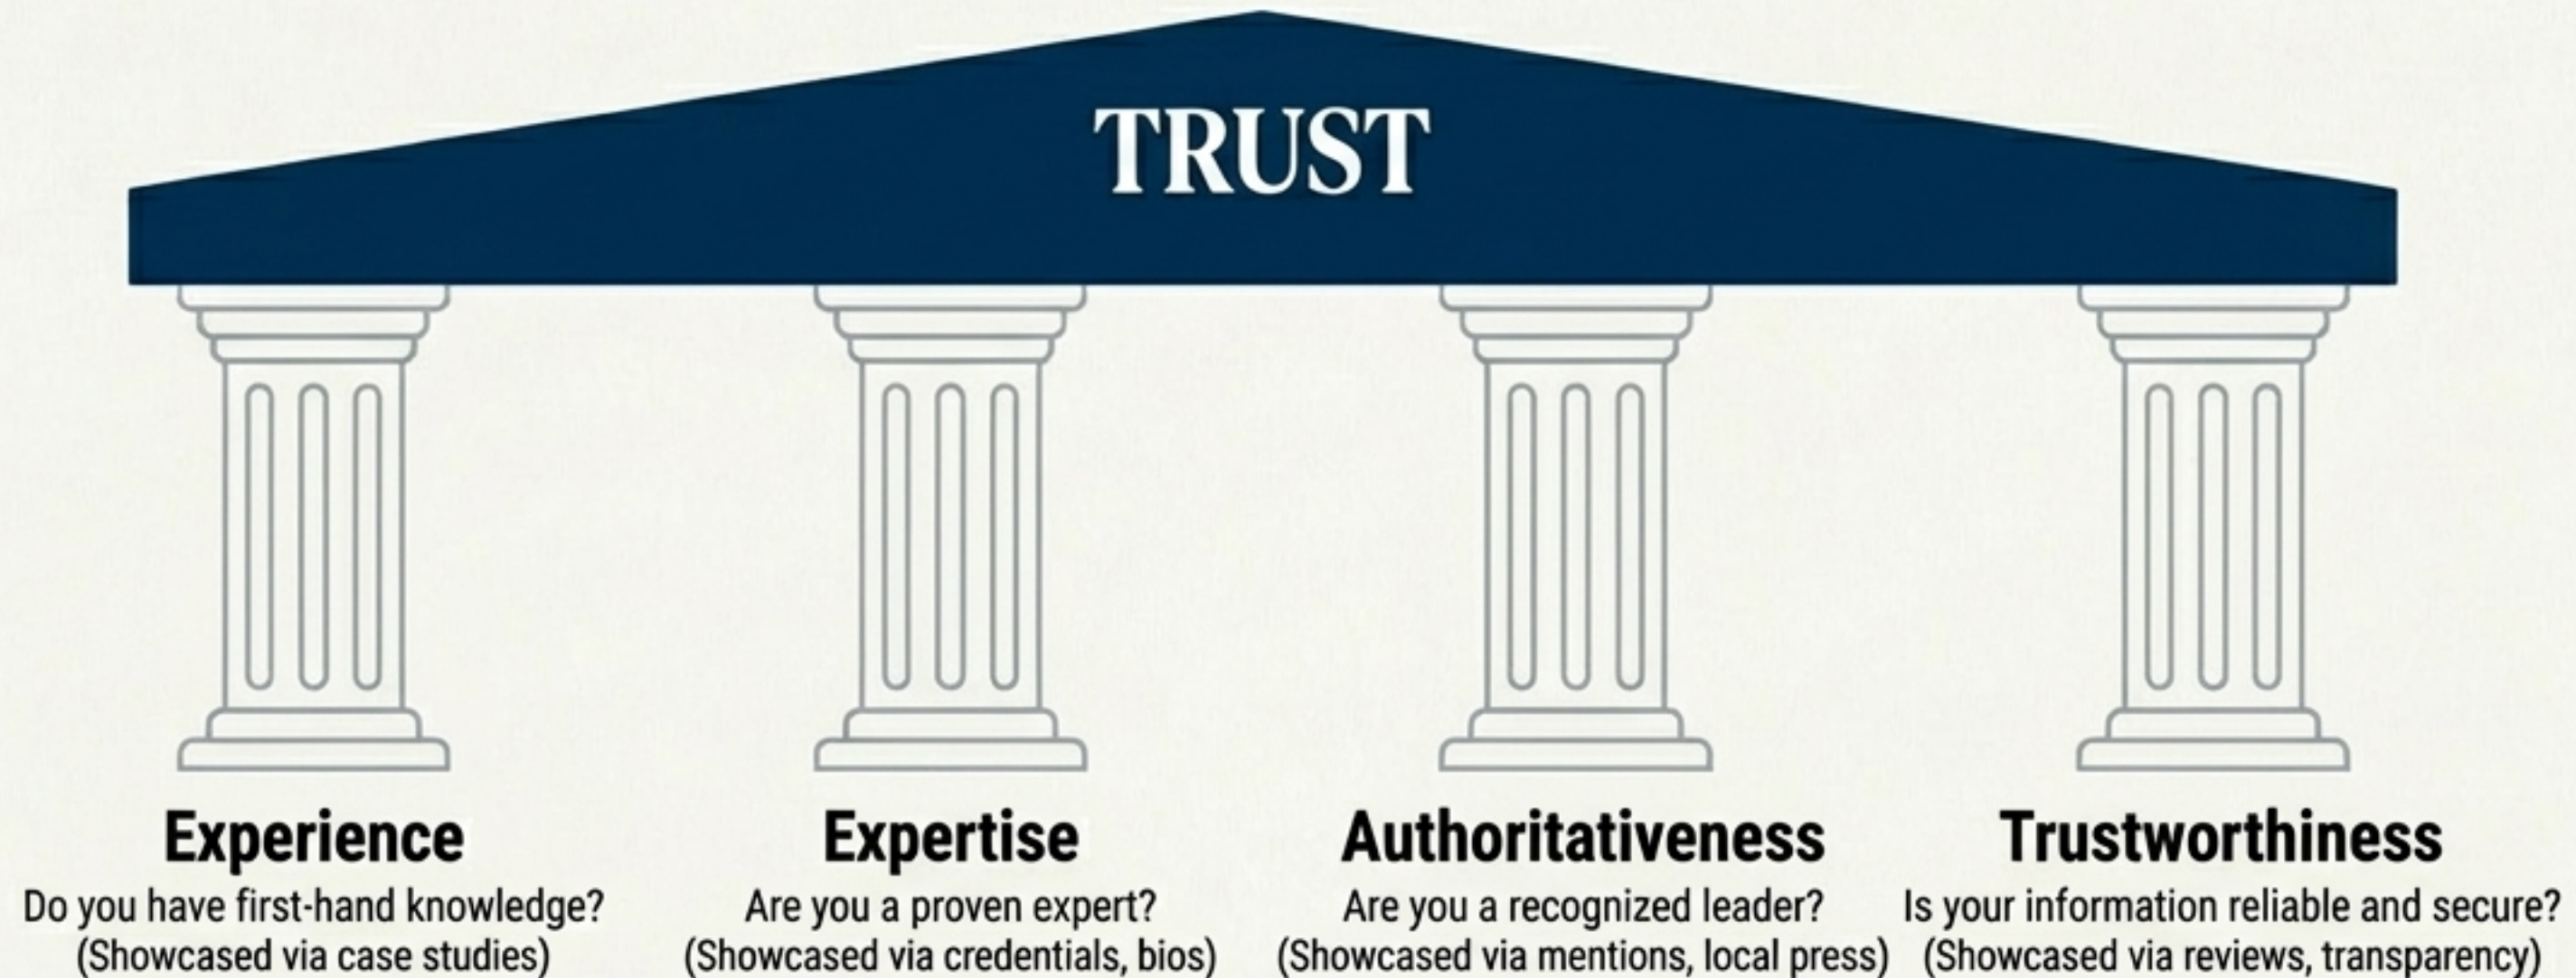 TRUST
Experience
Do you have first-hand knowledge?
(Showcased via case studies)
Expertise
Are you a proven expert?
(Showcased via credentials, bios)
Authoritativeness
Are you a recognized leader?
(Showcased via mentions, local press)
Trustworthiness
Is your information reliable and secure?
(Showcased via reviews, transparency)